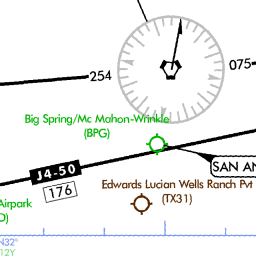 254
075
Big Spring/Mc Mahon-Wrinkle
(BPG)
J4-50
176
SAN AN
Edwards Lucian Wells Ranch Pvt
(TX31)
Airpark
D)
N32°
12Y